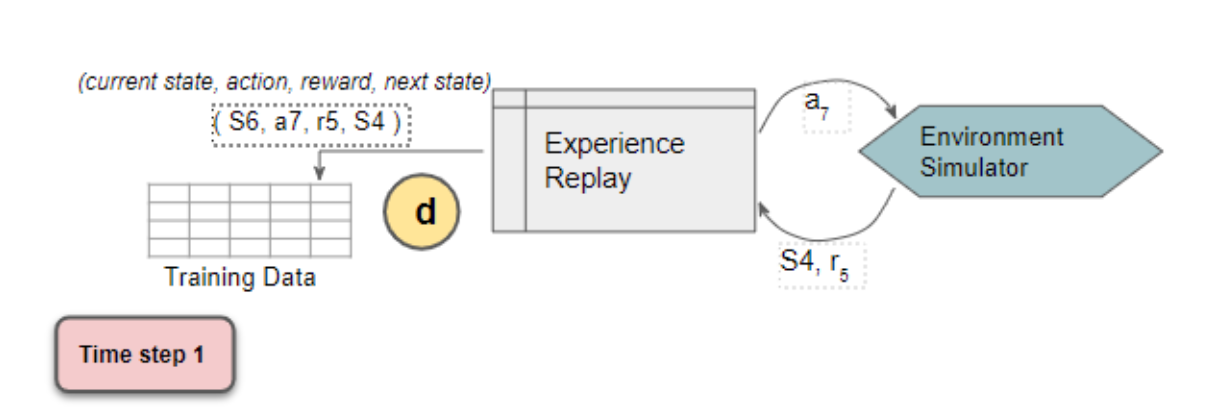 (current state, action, reward, next state)
( S6, a7, r5, S4 )
Experience
Replay
a7
Environment
Simulator
d
S4, r5
Training Data
Time step 1